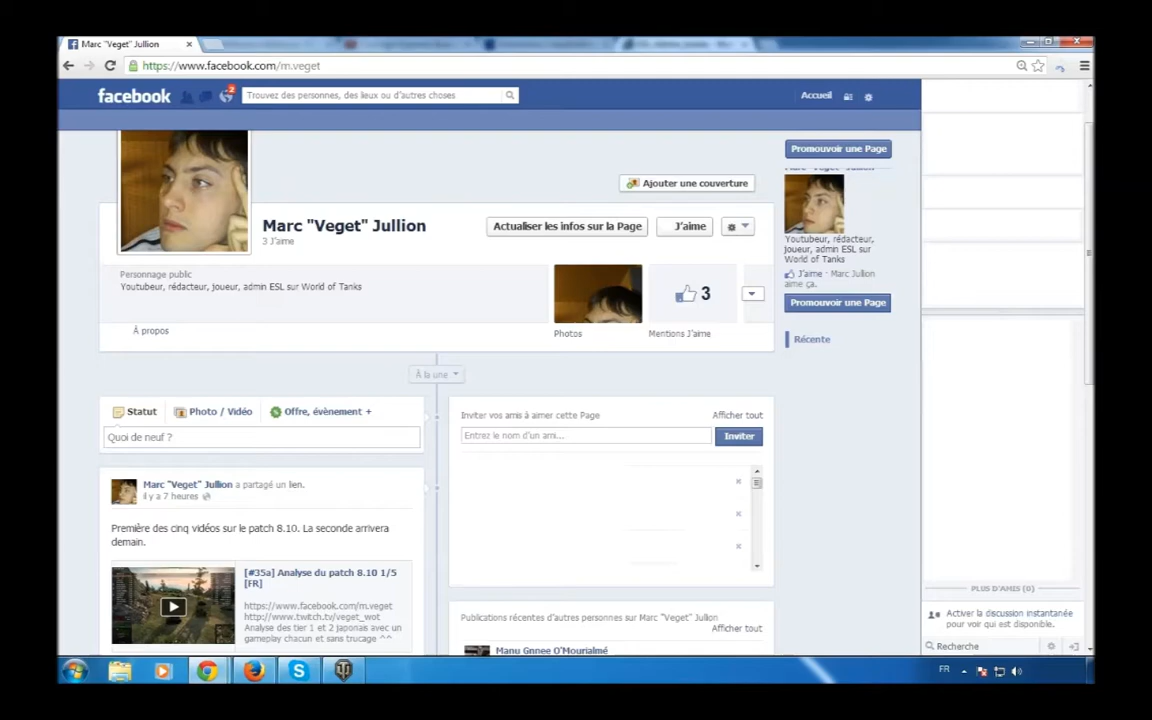 Marc "Veget" Jullion
https://www.facebook.com/m.veget
facebook
2
Trouvez des personnes, des lieux ou d'autres choses
Accueil
Ajouter une couverture
Marc "Veget" Jullion
3 J'aime
Actualiser les infos sur la Page
J'aime
Personnage public
Youtubeur, rédacteur, joueur, admin ESL sur World of Tanks
3
À propos
Photos
Mentions J'aime
Promouvoir une Page
Youtubeur, rédacteur,
joueur, admin ESL sur
World of Tanks
J'aime · Marc Jullion
aime ça.
Promouvoir une Page
Récente
À la une
Statut
Photo / Vidéo
Offre, évènement +
Quoi de neuf ?
Marc "Veget" Jullion a partagé un lien.
il y a 7 heures
Première des cinq vidéos sur le patch 8.10. La seconde arrivera
demain.
[#35a] Analyse du patch 8.10 1/5
[FR]
https://www.facebook.com/m.veget
http://www.twitch.tv/veget_wot
Analyse des tier 1 et 2 japonais avec un
gameplay chacun et sans trucage ^^
Inviter vos amis à aimer cette Page
Afficher tout
Entrez le nom d'un ami...
Inviter
Publications récentes d'autres personnes sur Marc "Veget" Jullion
Afficher tout
Manu Gnnee O'Mourialmé
PLUS D'AMIS (0)
Activer la discussion instantanée
pour voir qui est disponible.
Recherche
FR